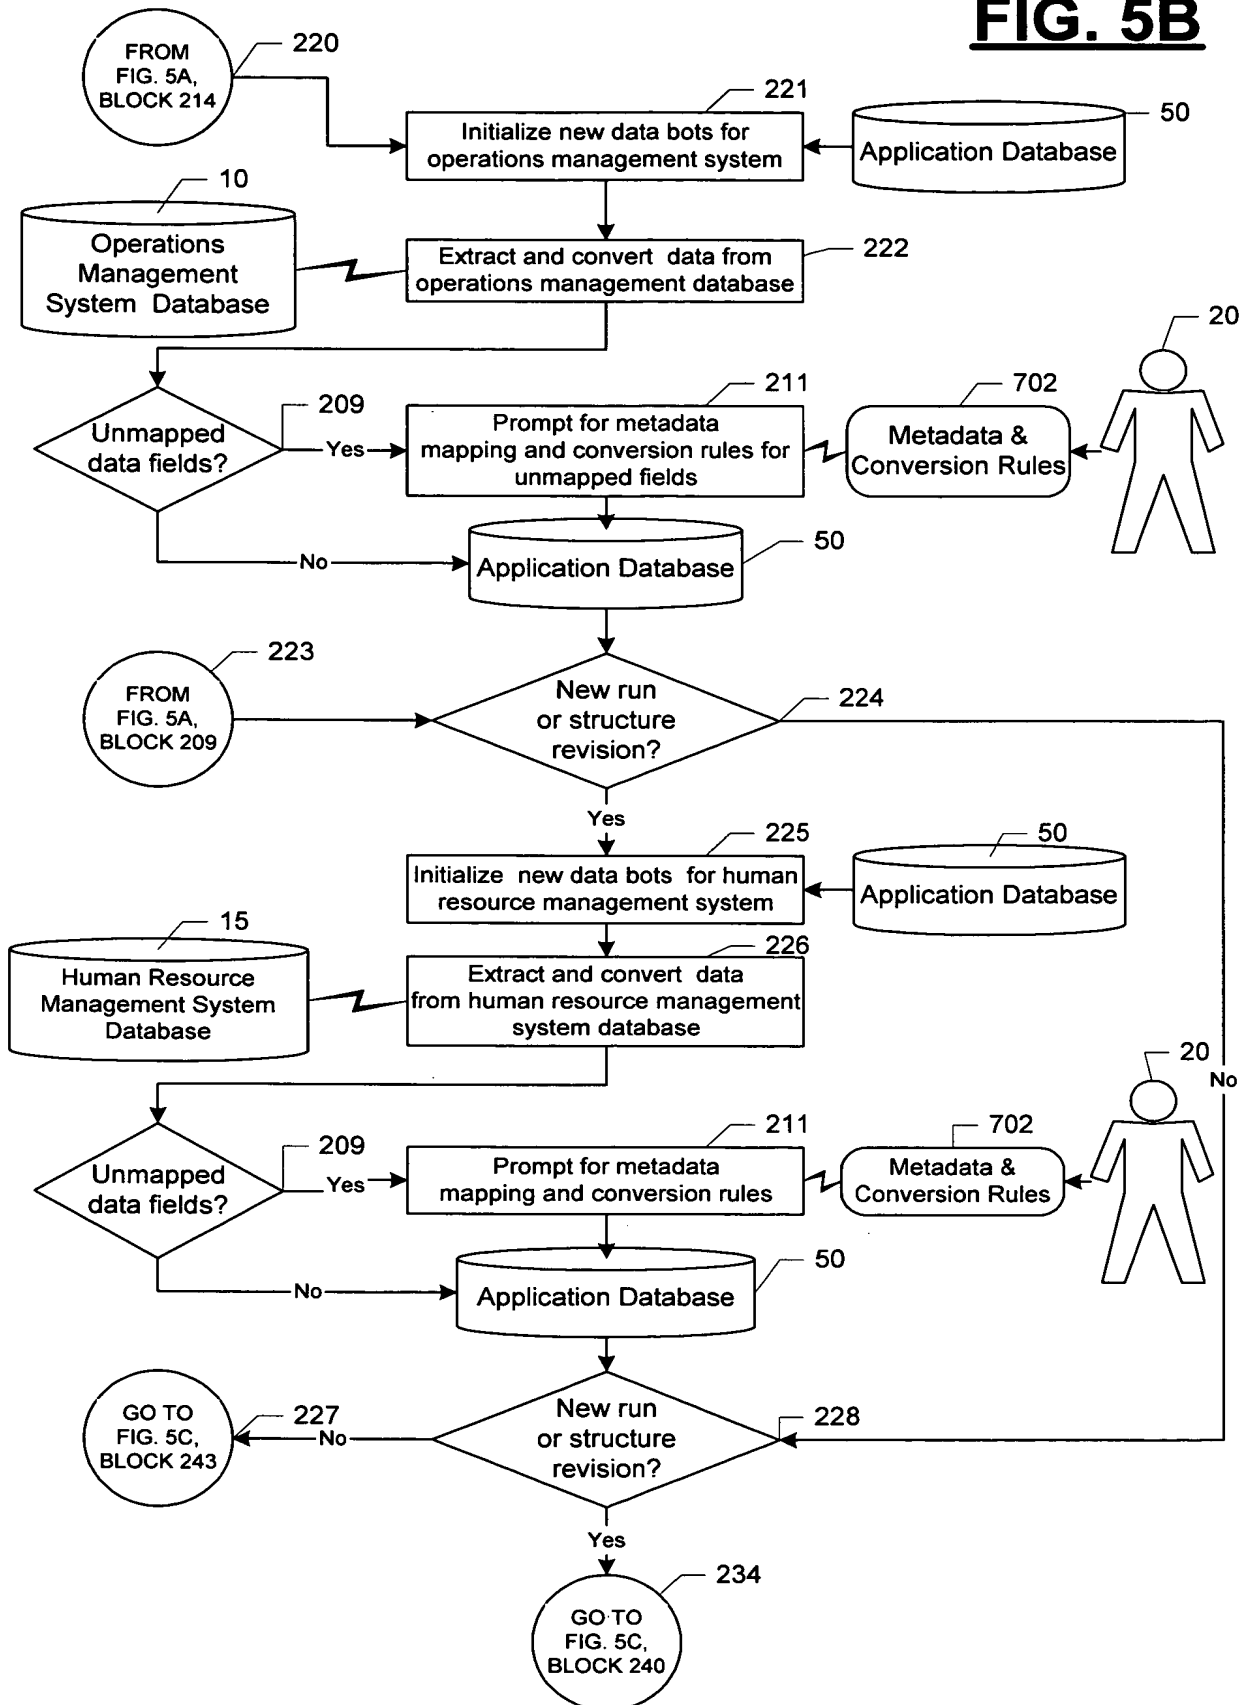 FIG. 5B
FROM
FIG. 5A,
BLOCK 214
220
221
Initialize new data bots for
operations management system
50
Application Database
10
Operations
Management
System Database
Extract and convert data from
operations management database
222
20
Unmapped
data fields?
209
Yes
211
Prompt for metadata
mapping and conversion rules for
unmapped fields
702
Metadata &
Conversion Rules
No
Application Database
50
FROM
FIG. 5A,
BLOCK 209
223
New run
or structure
revision?
224
Yes
225
Initialize new data bots for human
resource management system
50
Application Database
15
Human Resource
Management System
Database
226
Extract and convert data
from human resource management
system database
20
No
Unmapped
data fields?
209
Yes
211
Prompt for metadata
mapping and conversion rules
702
Metadata &
Conversion Rules
No
Application Database
50
GO TO
FIG. 5C,
BLOCK 243
227
No
New run
or structure
revision?
228
Yes
234
GO TO
FIG. 5C,
BLOCK 240